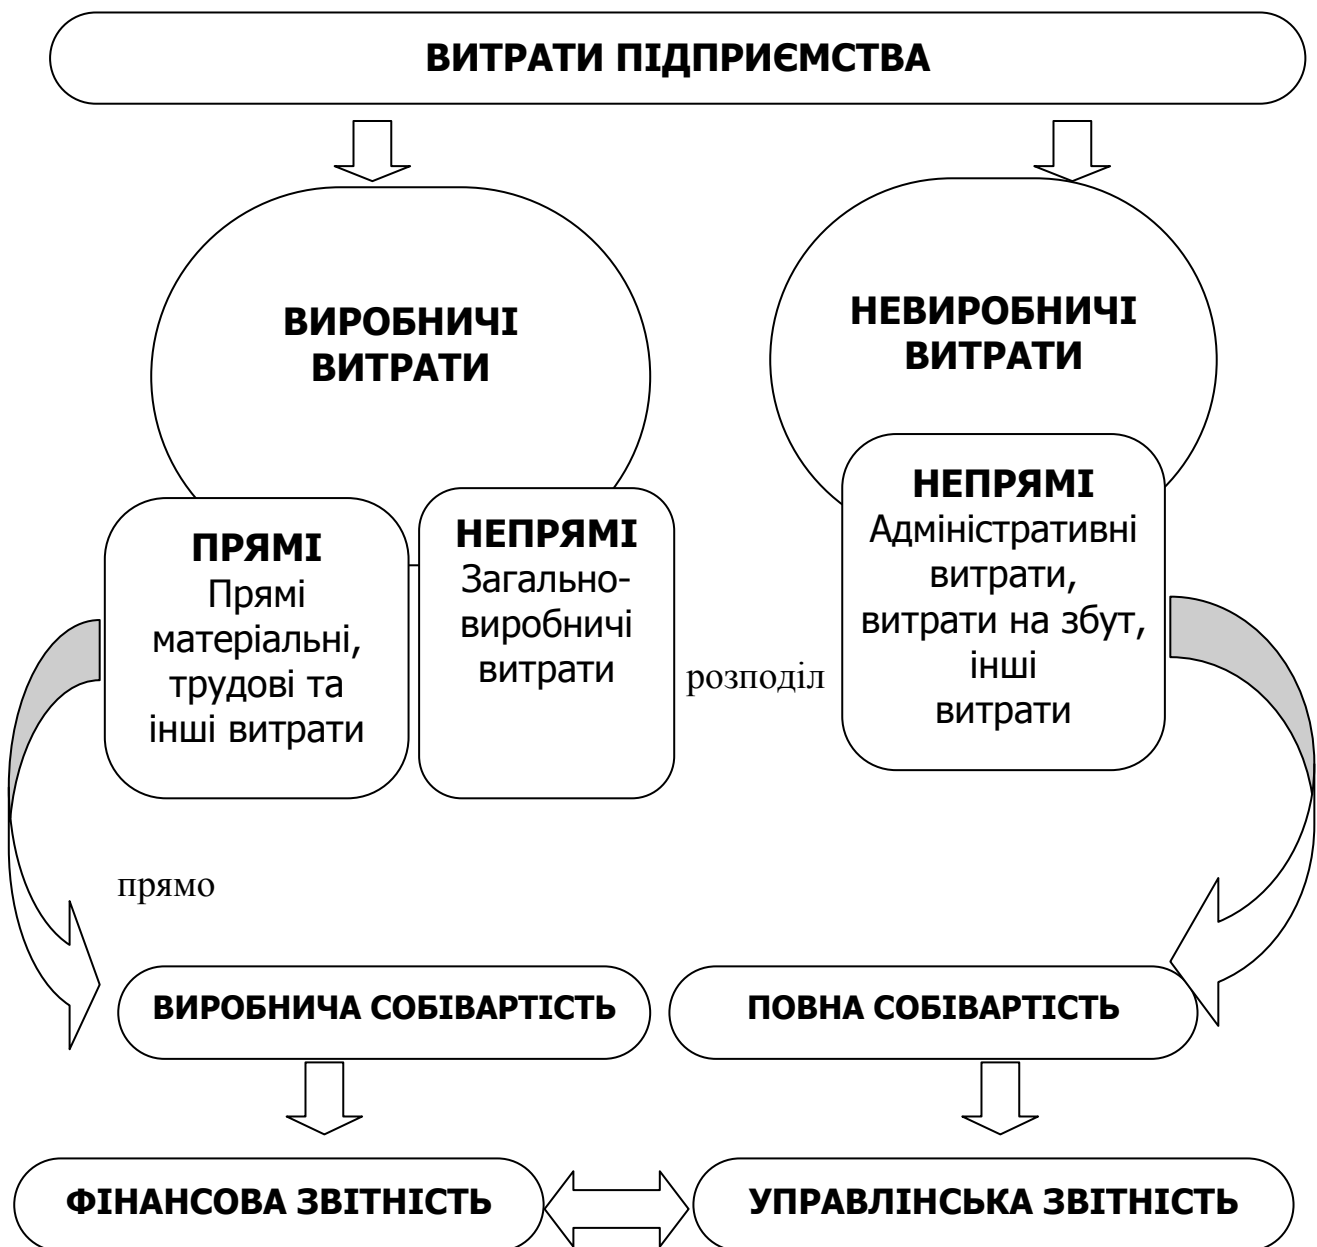 ВИТРАТИ ПІДПРИЄМСТВА
ВИРОБНИЧІ
ВИТРАТИ
НЕВИРОБНИЧІ
ВИТРАТИ
ПРЯМІ
Прямі
матеріальні,
трудові та
інші витрати
НЕПРЯМІ
Загально-
виробничі
витрати
розподіл
НЕПРЯМІ
Адміністративні
витрати,
витрати на збут,
інші
витрати
прямо
ВИРОБНИЧА СОБІВАРТІСТЬ
ПОВНА СОБІВАРТІСТЬ
ФІНАНСОВА ЗВІТНІСТЬ
УПРАВЛІНСЬКА ЗВІТНІСТЬ